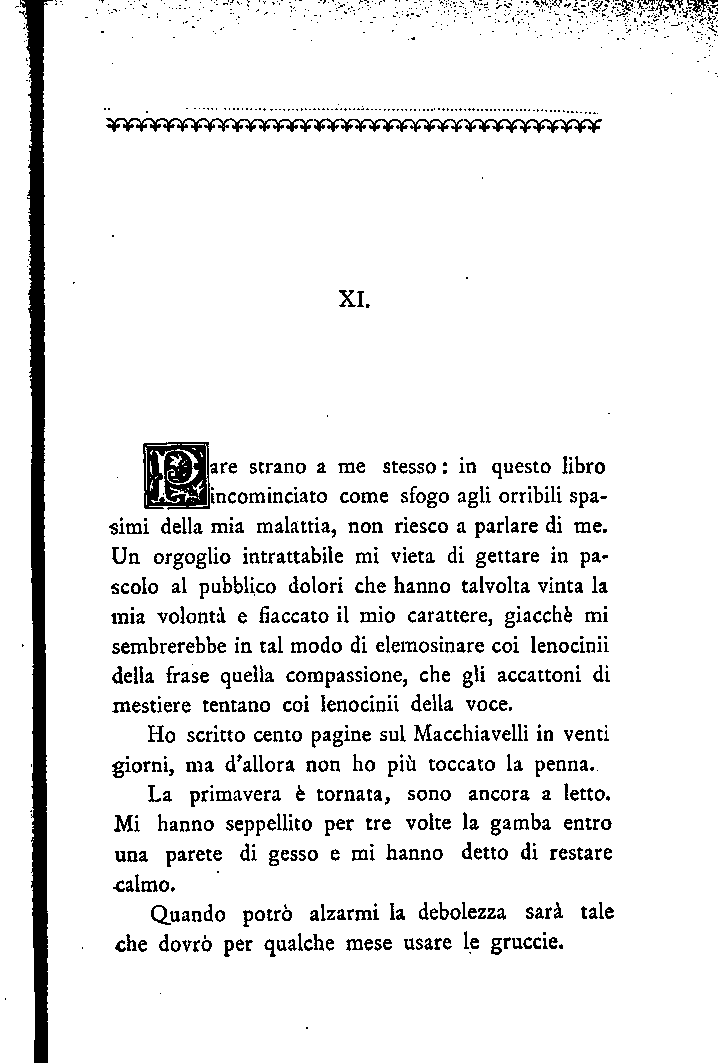 XI.
Pare strano a me stesso : in questo libro
incominciato come sfogo agli orribili spa-
simi della mia malattia, non riesco a parlare di me.
Un orgoglio intrattabile mi vieta di gettare in pa-
scolo al pubblico dolori che hanno talvolta vinta la
mia volontà e fiaccato il mio carattere, giacchè mi
sembrerebbe in tal modo di elemosinare coi lenocinii
della frase quella compassione, che gli accattoni di
mestiere tentano coi lenocinii della voce.
Ho scritto cento pagine sul Macchiavelli in venti
giorni, ma d'allora non ho più toccato la penna.
La primavera è tornata, sono ancora a letto.
Mi hanno seppellito per tre volte la gamba entro
una parete di gesso e mi hanno detto di restare
calmo.
Quando potrò alzarmi la debolezza sarà tale
che dovrò per qualche mese usare le gruccie.